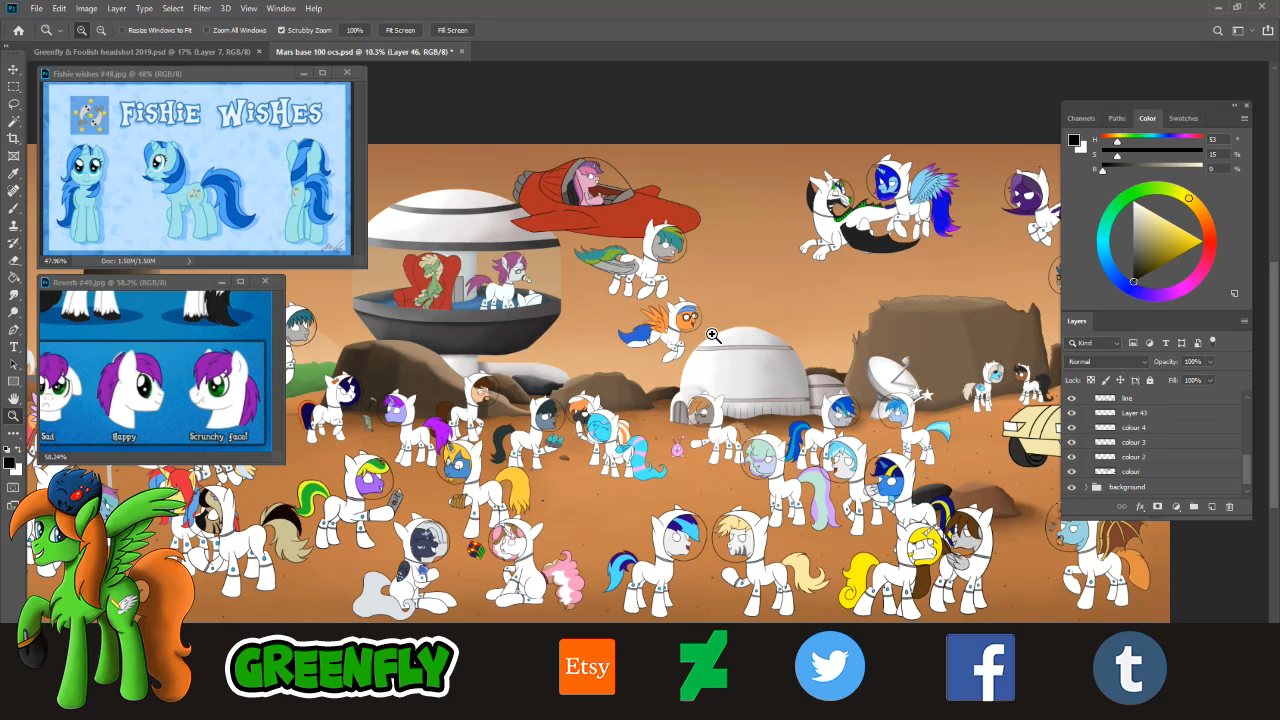 Ps File Edit Image Layer Type Select Filter 3D View Window Help
Resize Windows to Fit Zoom All Windows Scrubby Zoom 100% Fit Screen Fill Screen
Greenfly & Foolish headshot 2019.psd @ 17% (Layer 7, RGB/8) Mars base 100 ocs.psd @ 10.3% (Layer 46, RGB/8) *
Fishie wishes #48.jpg @ 48% (RGB/8)
FiSHiE WiSHES
47.96% Doc: 1.50M/1.50M
Reverb #49.jpg @ 58.2% (RGB/8)
Sad Happy Scrunchy face!
58.24%
Channels Paths Color Swatches
H 53 °
S 15 %
B 0 %
Layers
Kind
Normal Opacity: 100%
Lock: Fill: 100%
line
Layer 43
colour 4
colour 3
colour 2
colour
background
fx
GREENFLY
Etsy
f
t